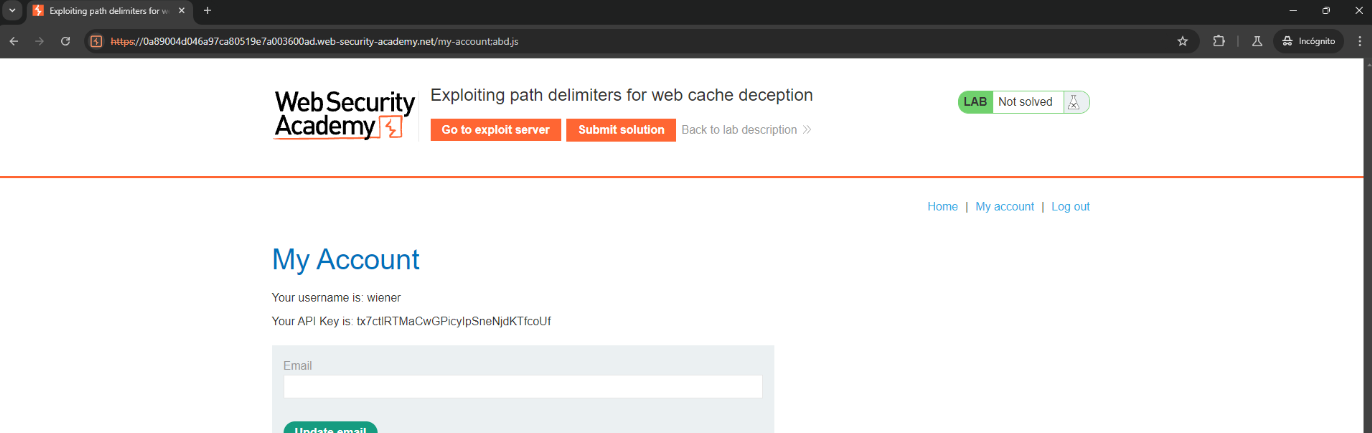 Exploiting path delimiters for w
https://0a89004d046a97ca80519e7a003600ad.web-security-academy.net/my-account;abd.js
Incógnito
WebSecurity
Academy
Exploiting path delimiters for web cache deception
Go to exploit server
Submit solution
Back to lab description
LAB
Not solved
Home | My account | Log out
My Account
Your username is: wiener
Your API Key is: tx7ctlRTMaCwGPicyIpSneNjdKTfcoUf
Email
Update email